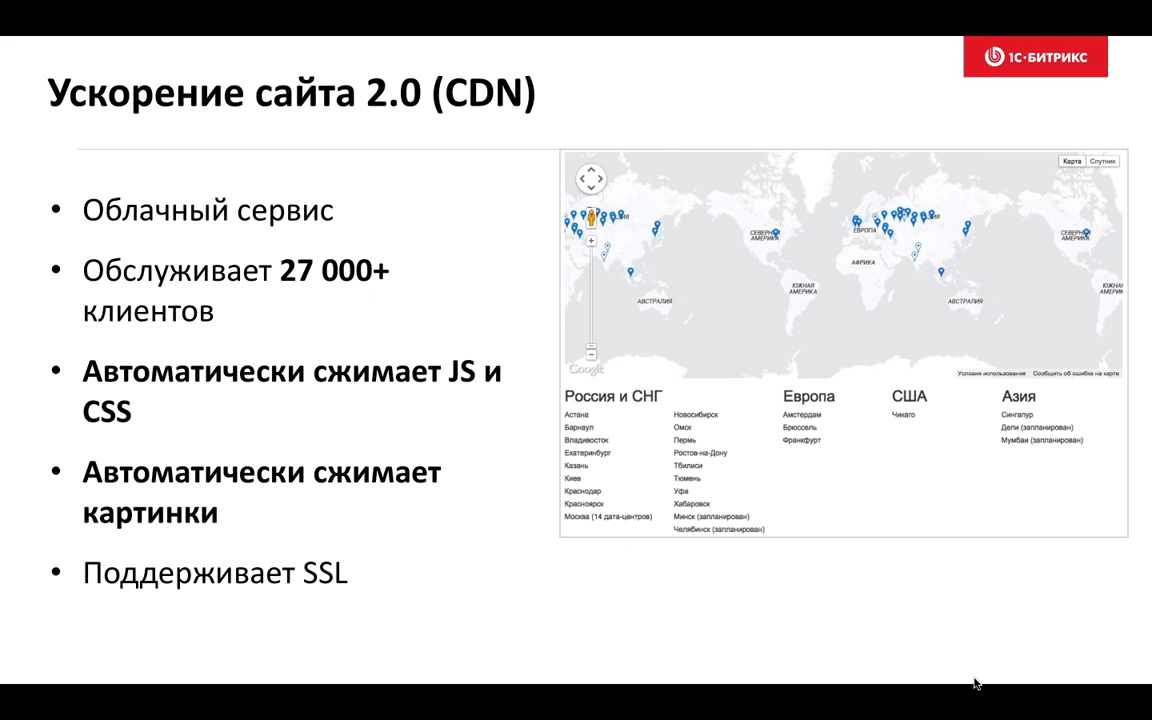 1С·БИТРИКС
Ускорение сайта 2.0 (CDN)
• Облачный сервис
• Обслуживает 27 000+
клиентов
• Автоматически сжимает JS и
CSS
• Автоматически сжимает
картинки
• Поддерживает SSL
Карта Спутник
СЕВЕРНАЯ
АМЕРИКА
ЕВРОПА
АФРИКА
ЮЖНАЯ
АМЕРИКА
АВСТРАЛИЯ
АВСТРАЛИЯ
Google
Условия использования Сообщить об ошибке на карте
Россия и СНГ Европа США Азия
Астана Новосибирск Амстердам Чикаго Сингапур
Барнаул Омск Брюссель Дели (запланирован)
Владивосток Пермь Франкфурт Мумбаи (запланирован)
Екатеринбург Ростов-на-Дону
Казань Тбилиси
Киев Тюмень
Краснодар Уфа
Красноярск Хабаровск
Москва (14 дата-центров) Минск (запланирован)
Челябинск (запланирован)